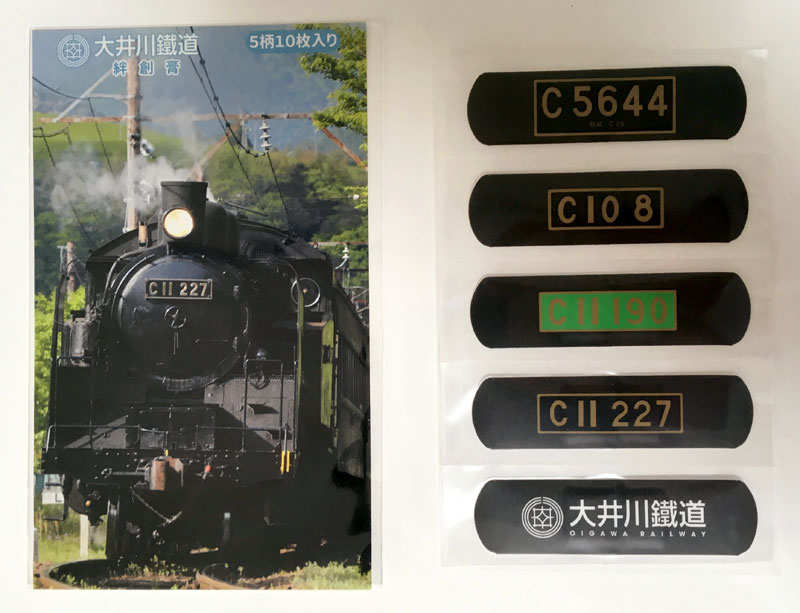 大井川鐵道
絆創膏
5柄10枚入り
C11 227
C5644
C10 8
C11 190
C11 227
大井川鐵道
OIGAWA RAILWAY